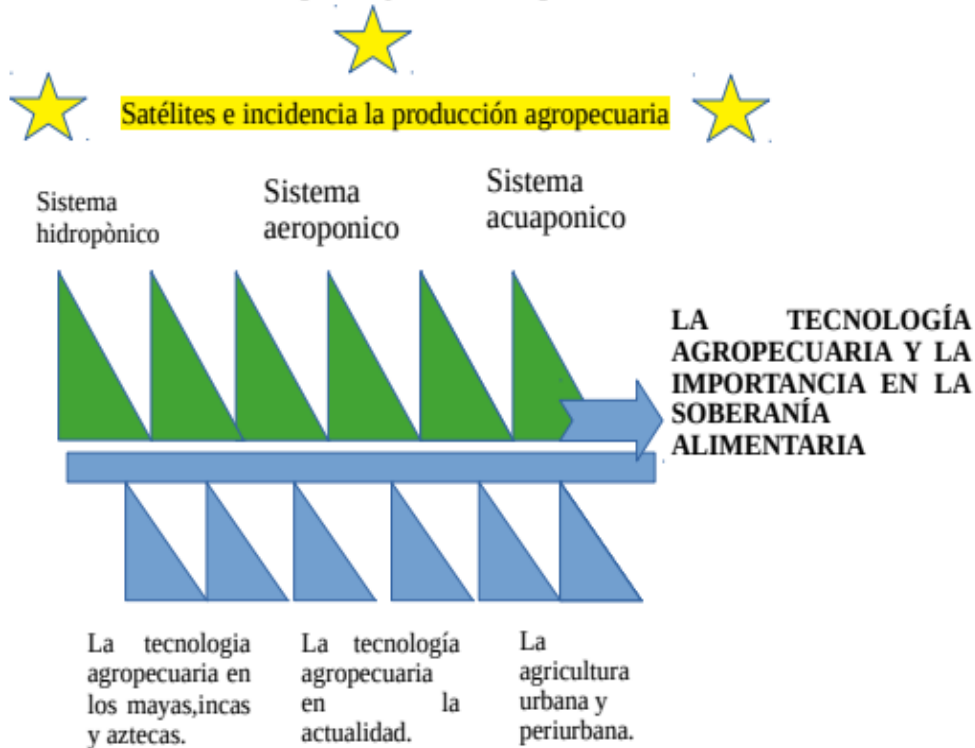 Satélites e incidencia la producción agropecuaria
Sistema
hidropònico
Sistema
aeroponico
Sistema
acuaponico
LA TECNOLOGÍA
AGROPECUARIA Y LA
IMPORTANCIA EN LA
SOBERANÍA
ALIMENTARIA
La tecnologia
agropecuaria en
los mayas,incas
y aztecas.
La tecnología
agropecuaria
en la
actualidad.
La
agricultura
urbana y
periurbana.